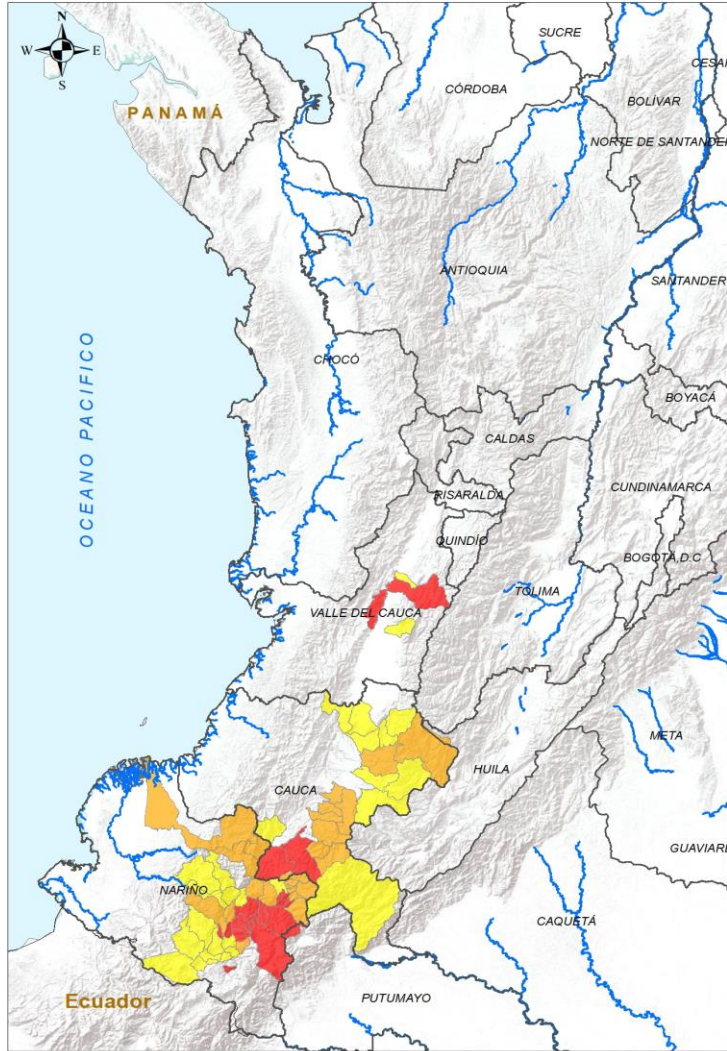 N
W
E
S
SUCRE
CÓRDOBA
BOLÍVAR
PANAMÁ
NORTE DE SANTANDER
ANTIOQUIA
SANTANDER
OCEANO PACIFICO
CHOCÓ
BOYACÁ
CALDAS
CUNDINAMARCA
RISARALDA
QUINDÍO
BOGOTÁ, D.C
TOLIMA
VALLE DEL CAUCA
META
HUILA
CAUCA
GUAVIARE
NARIÑO
CAQUETÁ
Ecuador
PUTUMAYO